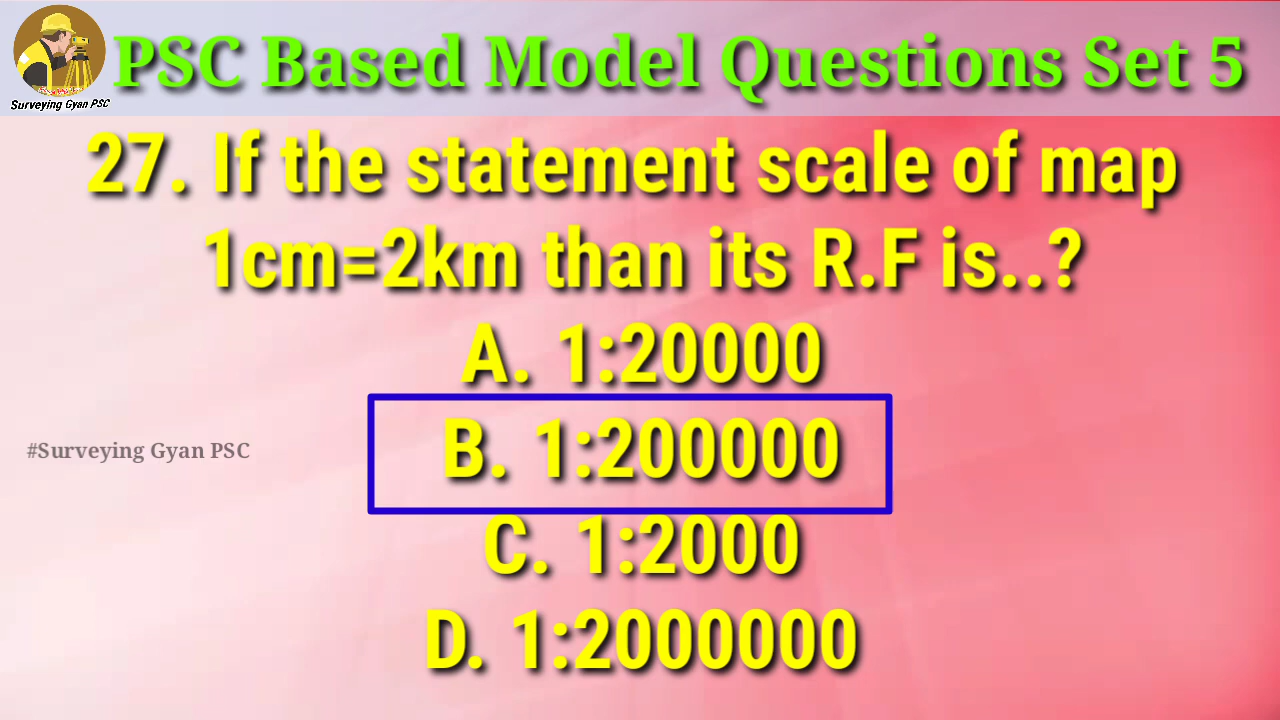 PSC Based Model Questions Set 5
Surveying Gyan PSC
27. If the statement scale of map
1cm=2km than its R.F is..?
A. 1:20000
B. 1:200000
#Surveying Gyan PSC
C. 1:2000
D. 1:2000000